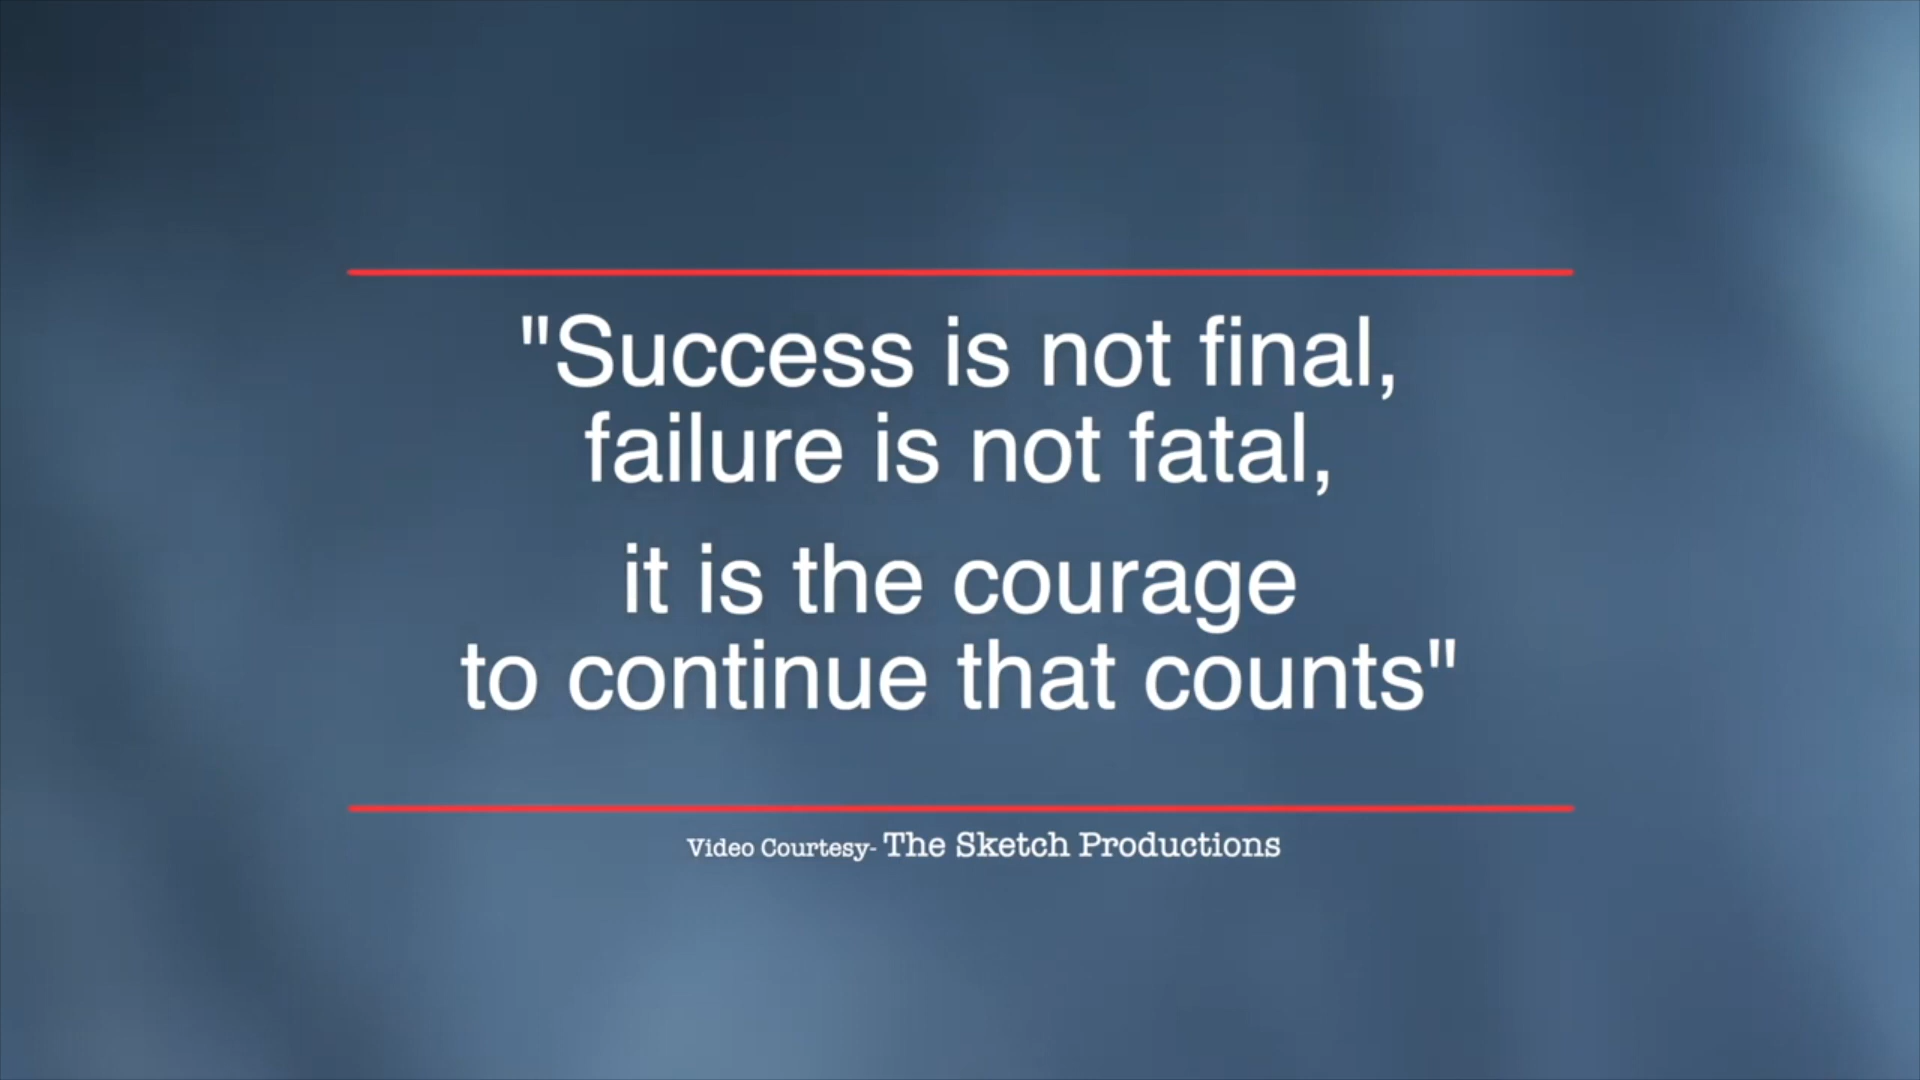 "Success is not final,
failure is not fatal,
it is the courage
to continue that counts"
Video Courtesy- The Sketch Productions